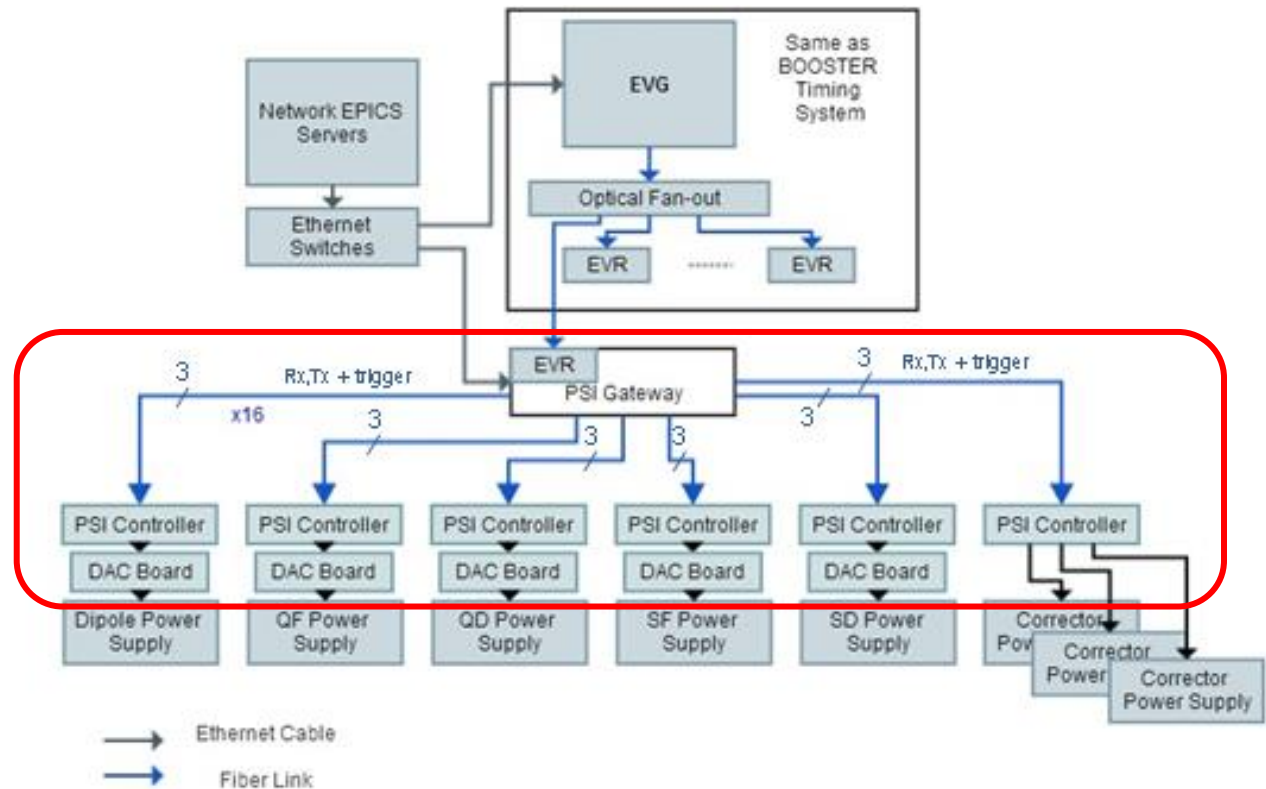 Network EPICS
Servers
EVG
Same as
BOOSTER
Timing
System
Ethernet
Switches
Optical Fan-out
EVR
........
EVR
EVR
PSI Gateway
3
Rx,Tx + trigger
x16
3
3
3
3
3
Rx,Tx + trigger
PSI Controller
PSI Controller
PSI Controller
PSI Controller
PSI Controller
PSI Controller
DAC Board
DAC Board
DAC Board
DAC Board
DAC Board
Dipole Power
Supply
QF Power
Supply
QD Power
Supply
SF Power
Supply
SD Power
Supply
Corrector
Corrector
Power
Corrector
Power Supply
Ethernet Cable
Fiber Link